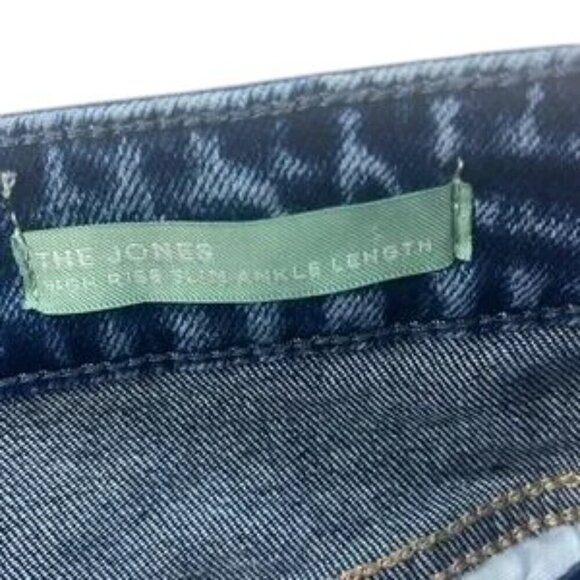 THE JONES
HIGH RISE SLIM ANKLE LENGTH